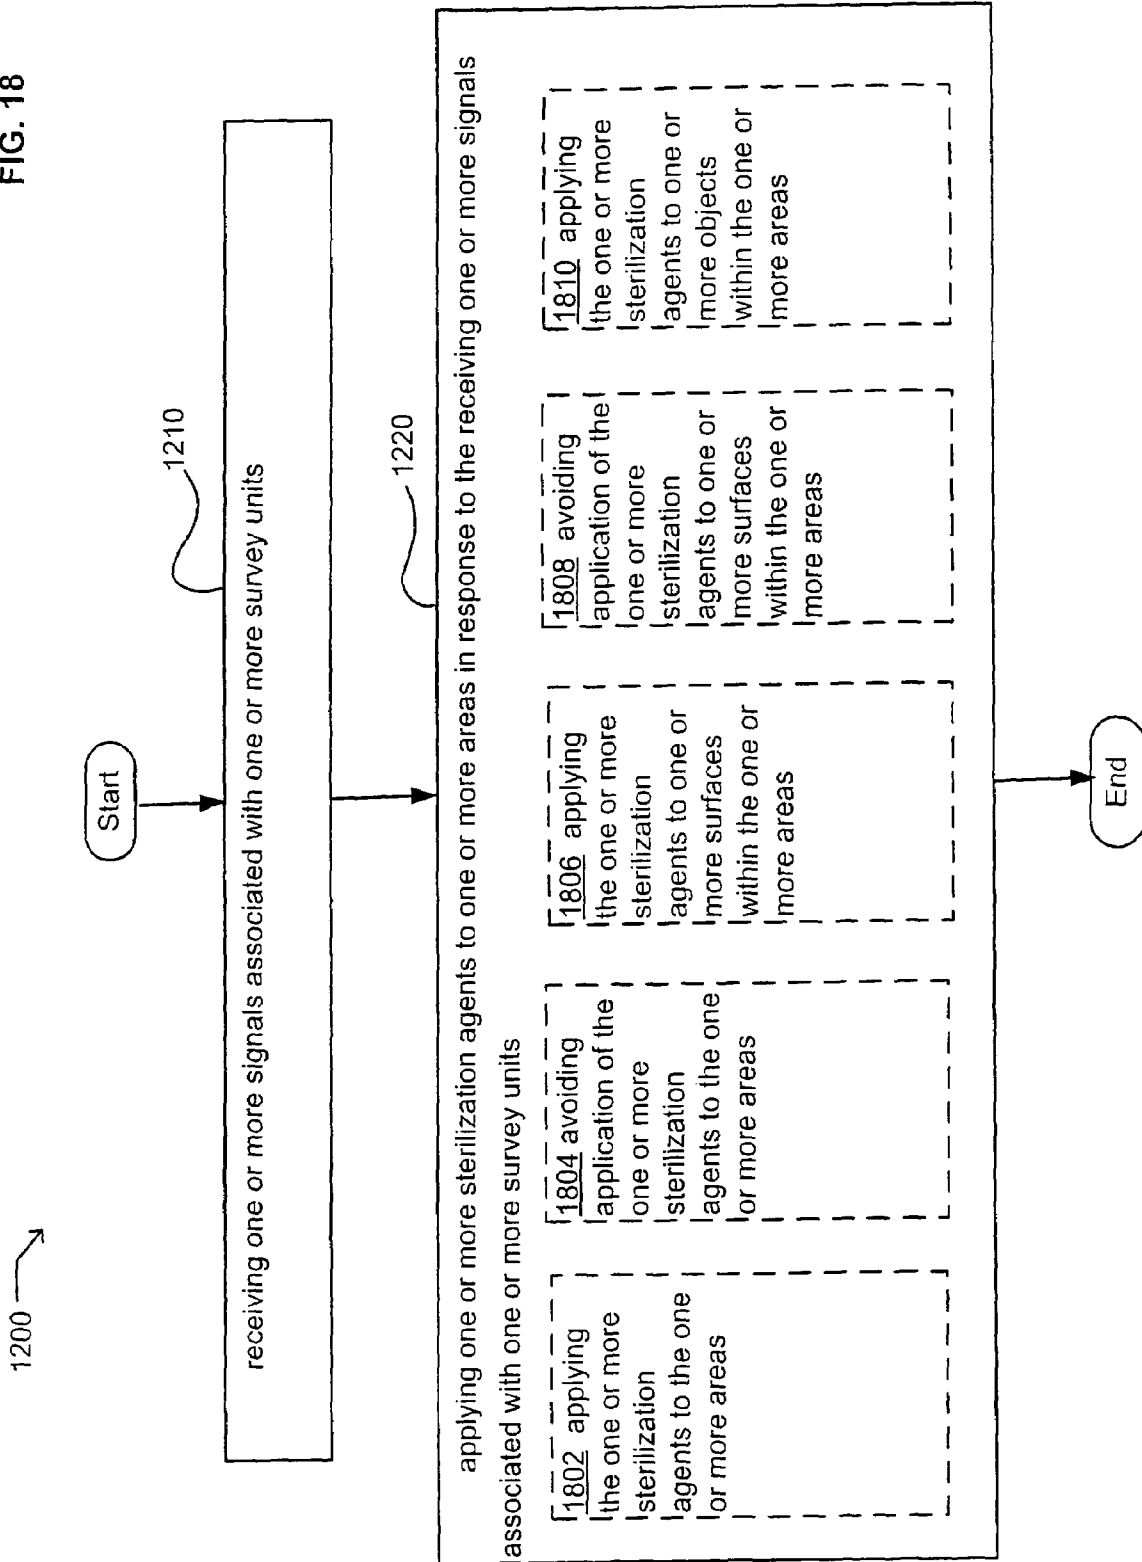 FIG. 18
1200
Start
1210
receiving one or more signals associated with one or more survey units
1220
applying one or more sterilization agents to one or more areas in response to the receiving one or more signals
associated with one or more survey units
1802 applying
the one or more
sterilization
agents to the one
or more areas
1804 avoiding
application of the
one or more
sterilization
agents to the one
or more areas
1806 applying
the one or more
sterilization
agents to one or
more surfaces
within the one or
more areas
1808 avoiding
application of the
one or more
sterilization
agents to one or
more surfaces
within the one or
more areas
1810 applying
the one or more
sterilization
agents to one or
more objects
within the one or
more areas
End